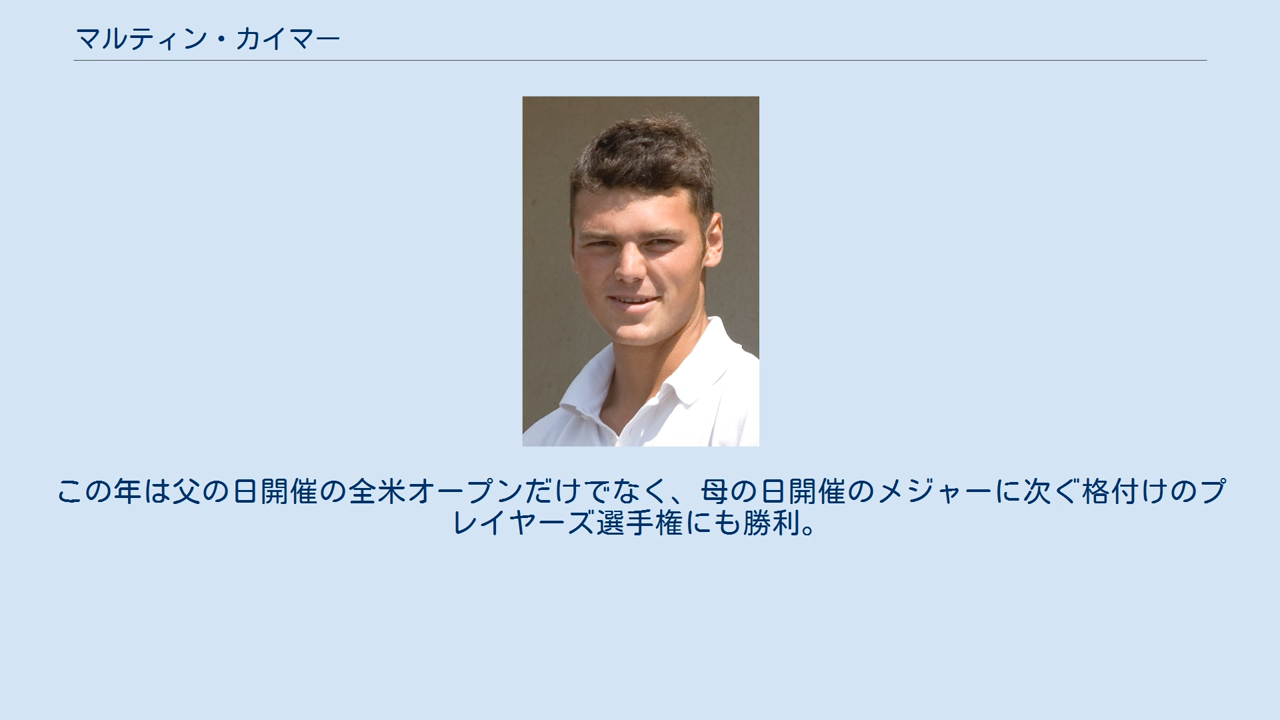 マルティン・カイマー
この年は父の日開催の全米オープンだけでなく、母の日開催のメジャーに次ぐ格付けのプ
レイヤーズ選手権にも勝利。